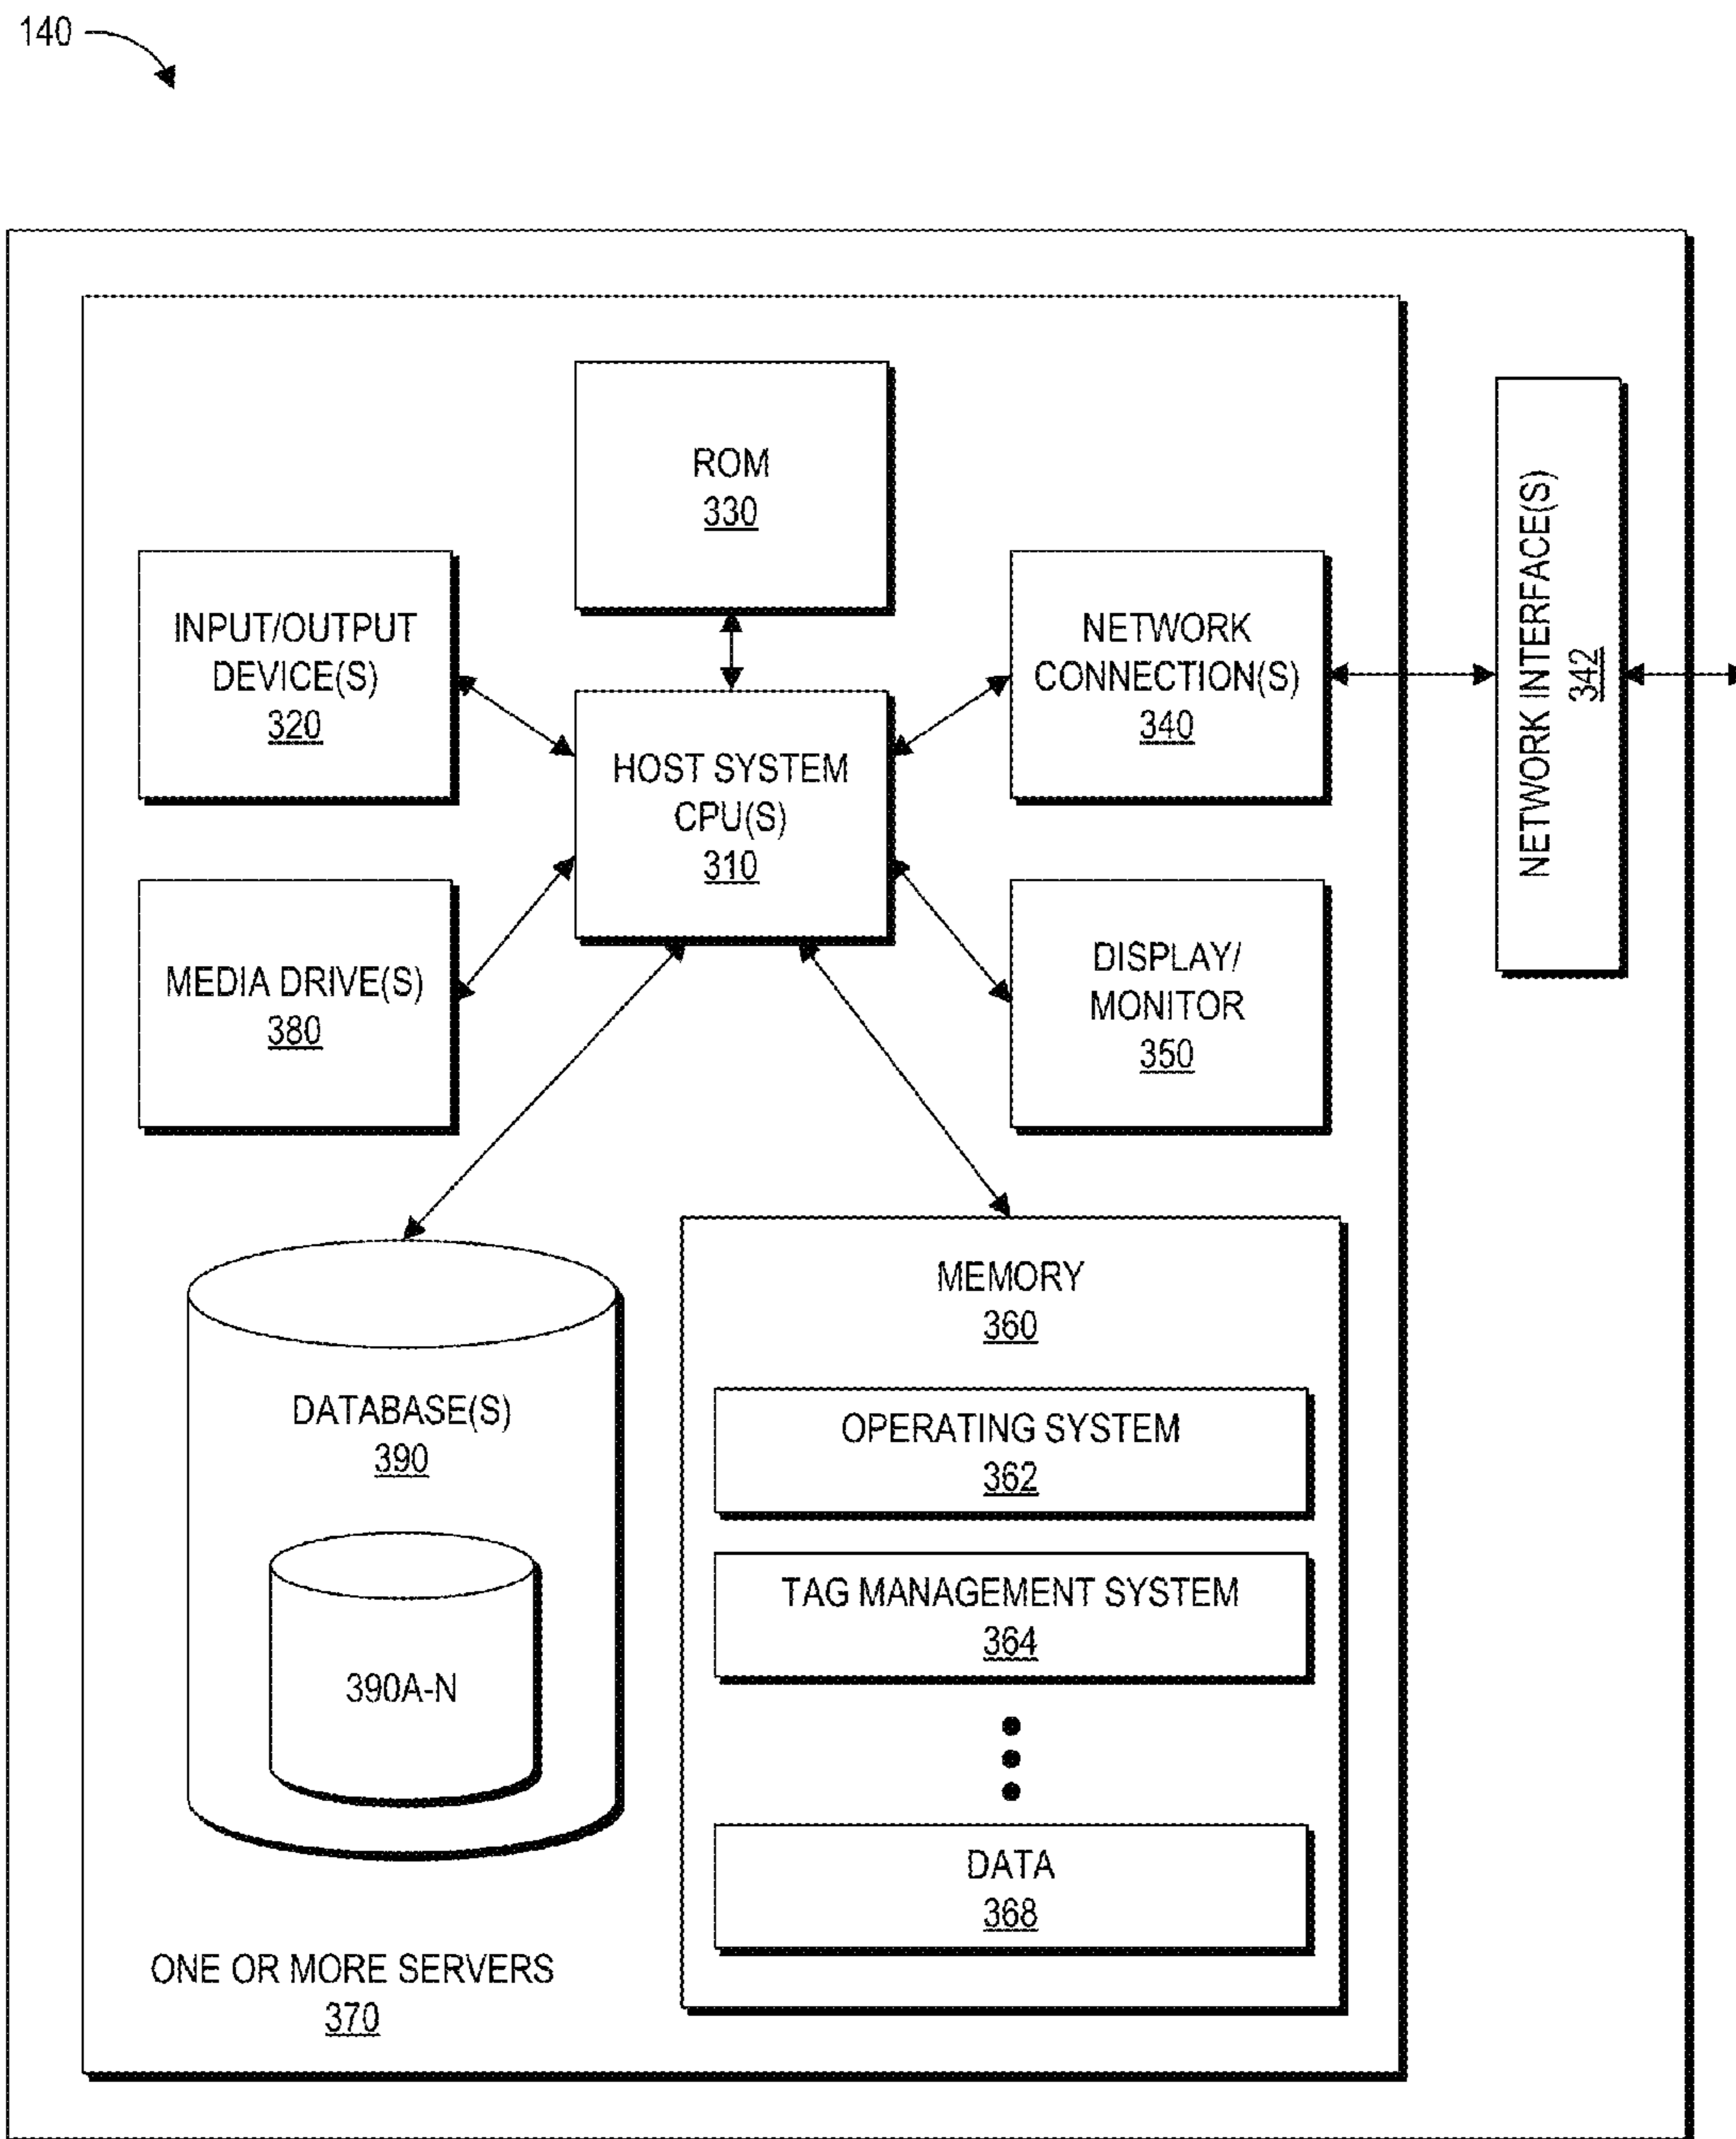 140
ROM
330
INPUT/OUTPUT
DEVICE(S)
320
NETWORK
CONNECTION(S)
340
NETWORK INTERFACE(S)
342
HOST SYSTEM
CPU(S)
310
MEDIA DRIVE(S)
380
DISPLAY/
MONITOR
350
DATABASE(S)
390
390A-N
MEMORY
360
OPERATING SYSTEM
362
TAG MANAGEMENT SYSTEM
364
DATA
368
ONE OR MORE SERVERS
370